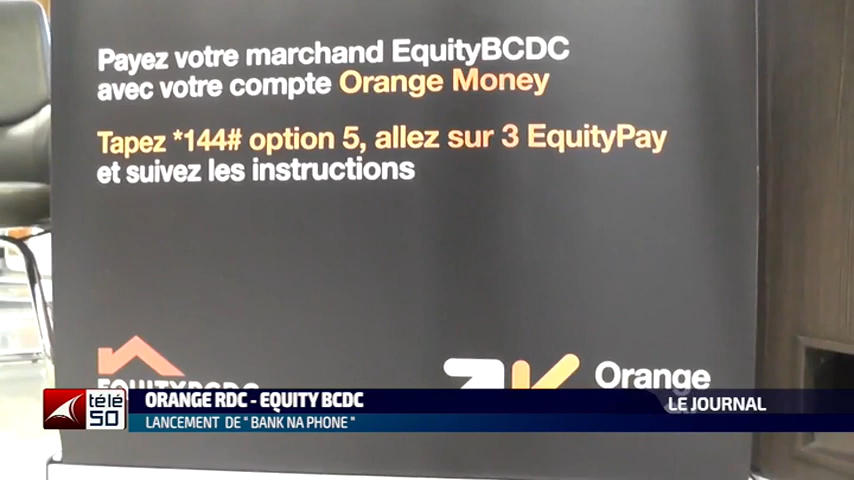 Payez votre marchand EquityBCDC
avec votre compte Orange Money
Tapez *144# option 5, allez sur 3 EquityPay
et suivez les instructions
EQUITYBCDC
Orange
télé 50
ORANGE RDC - EQUITY BCDC
LANCEMENT DE " BANK NA PHONE "
LE JOURNAL